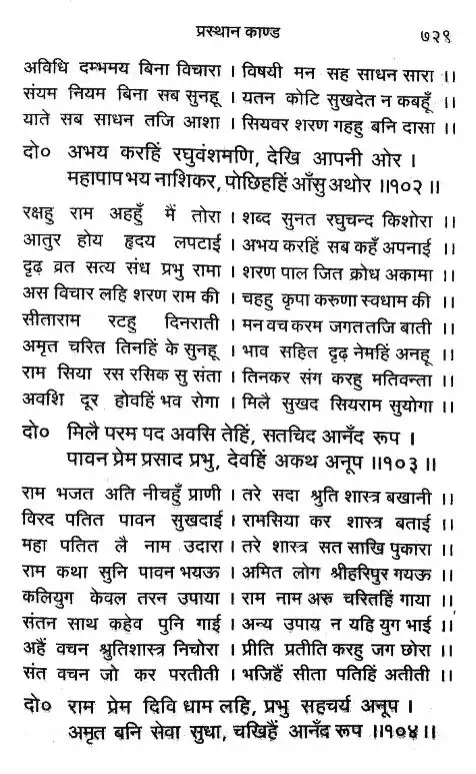 प्रस्थान काण्ड ७२९
अविधि दम्भमय बिना विचारा । विषयी मन सह साधन सारा ।।
संयम नियम बिना सब सुनहू । यतन कोटि सुखदेत न कबहूँ ।।
याते सब साधन तजि आशा । सियवर शरण गहहु बनि दासा ।।
दो० अभय करहिं रघुवंशमणि, देखि आपनी ओर ।
महापाप भय नाशिकर, पोछिहहिं आँसु अथोर ।।१०२।।
रक्षहु राम अहहुँ मैं तोरा । शब्द सुनत रघुचन्द किशोरा ।।
आतुर होय हृदय लपटाई । अभय करहिं सब कहँ अपनाई ।।
दृढ़ व्रत सत्य संध प्रभु रामा । शरण पाल जित क्रोध अकामा ।।
अस विचार लहि शरण राम की । चहहु कृपा करुणा स्वधाम की ।।
सीताराम रटहु दिनराती । मन वच करम जगत तजि बाती ।।
अमृत चरित तिनहिं के सुनहू । भाव सहित दृढ़ नेमहिं अनहू ।।
राम सिया रस रसिक सु संता । तिनकर संग करहु मतिवन्ता ।।
अवशि दूर होवहिं भव रोगा । मिलै सुखद सियराम सुयोगा ।।
दो० मिलै परम पद अवसि तेहिं, सतचिद आनँद रूप ।
पावन प्रेम प्रसाद प्रभु, देवहिं अकथ अनूप ।।१०३।।
राम भजत अति नीचहुँ प्राणी । तरे सदा श्रुति शास्त्र बखानी ।।
विरद पतित पावन सुखदाई । रामसिया कर शास्त्र बताई ।।
महा पतित लै नाम उदारा । तरे शास्त्र सत साखि पुकारा ।।
राम कथा सुनि पावन भयऊ । अमित लोग श्रीहरिपुर गयऊ ।।
कलियुग केवल तरन उपाया । राम नाम अरु चरितहिं गाया ।।
संतन साथ कहेव पुनि गाई । अन्य उपाय न यहि युग भाई ।।
अहैं वचन श्रुतिशास्त्र निचोरा । प्रीति प्रतीति करहु जग छोरा ।।
संत वचन जो कर परतीती । भजिहैं सीता पतिहिं अतीती ।।
दो० राम प्रेम दिवि धाम लहि, प्रभु सहचर्य अनूप ।
अमृत बनि सेवा सुधा, चखिहैं आनँद रूप ।।१०४।।